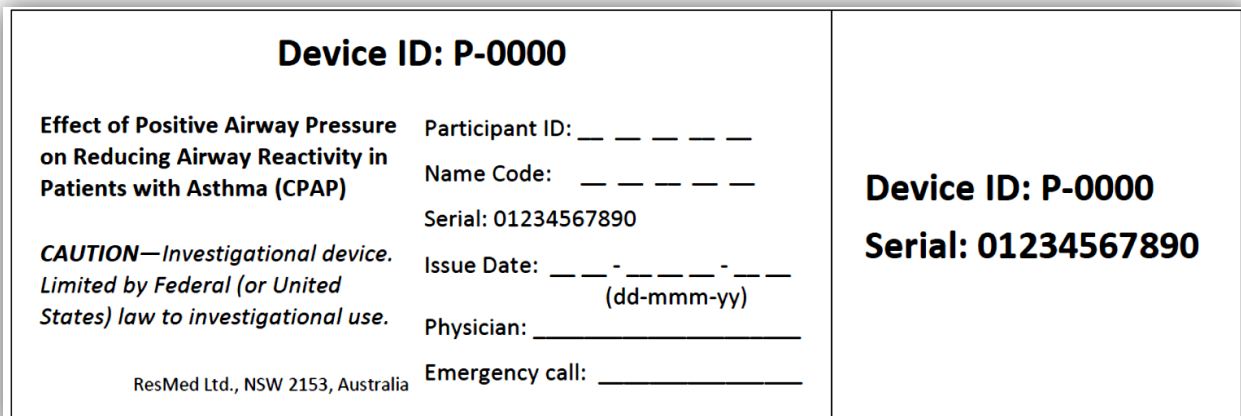 Device ID: P-0000
Effect of Positive Airway Pressure
on Reducing Airway Reactivity in
Patients with Asthma (CPAP)
CAUTION—Investigational device.
Limited by Federal (or United
States) law to investigational use.
ResMed Ltd., NSW 2153, Australia
Participant ID: __ __ __ __ __
Name Code: __ __ __ __ __
Serial: 01234567890
Issue Date: __ __ - __ __ __ - __ __
(dd-mmm-yy)
Physician: ______________________
Emergency call: _________________
Device ID: P-0000
Serial: 01234567890